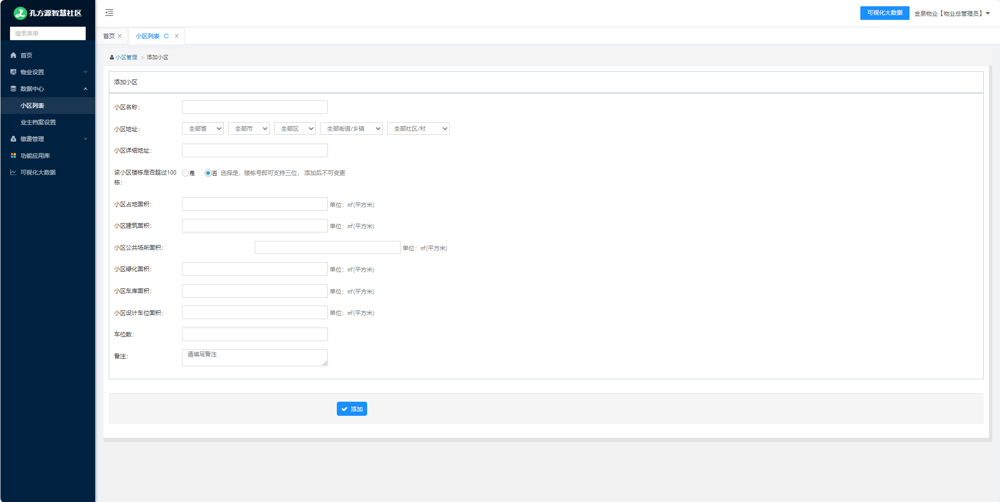 孔方源智慧社区
搜索菜单
首页
物业设置
数据中心
小区列表
业主档案设置
缴费管理
功能应用库
可视化大数据
可视化大数据 金泉物业【物业总管理员】
首页 小区列表
小区管理 > 添加小区
添加小区
小区名称：
小区地址： 全部省 全部市 全部区 全部街道/乡镇 全部社区/村
小区详细地址：
该小区楼栋是否超过100 是 否 选择是，楼栋号即可支持三位， 添加后不可变更
栋：
小区占地面积： 单位：㎡(平方米)
小区建筑面积： 单位：㎡(平方米)
小区公共场所面积： 单位：㎡(平方米)
小区绿化面积： 单位：㎡(平方米)
小区车库面积： 单位：㎡(平方米)
小区设计车位面积： 单位：㎡(平方米)
车位数：
备注： 请填写备注
添加